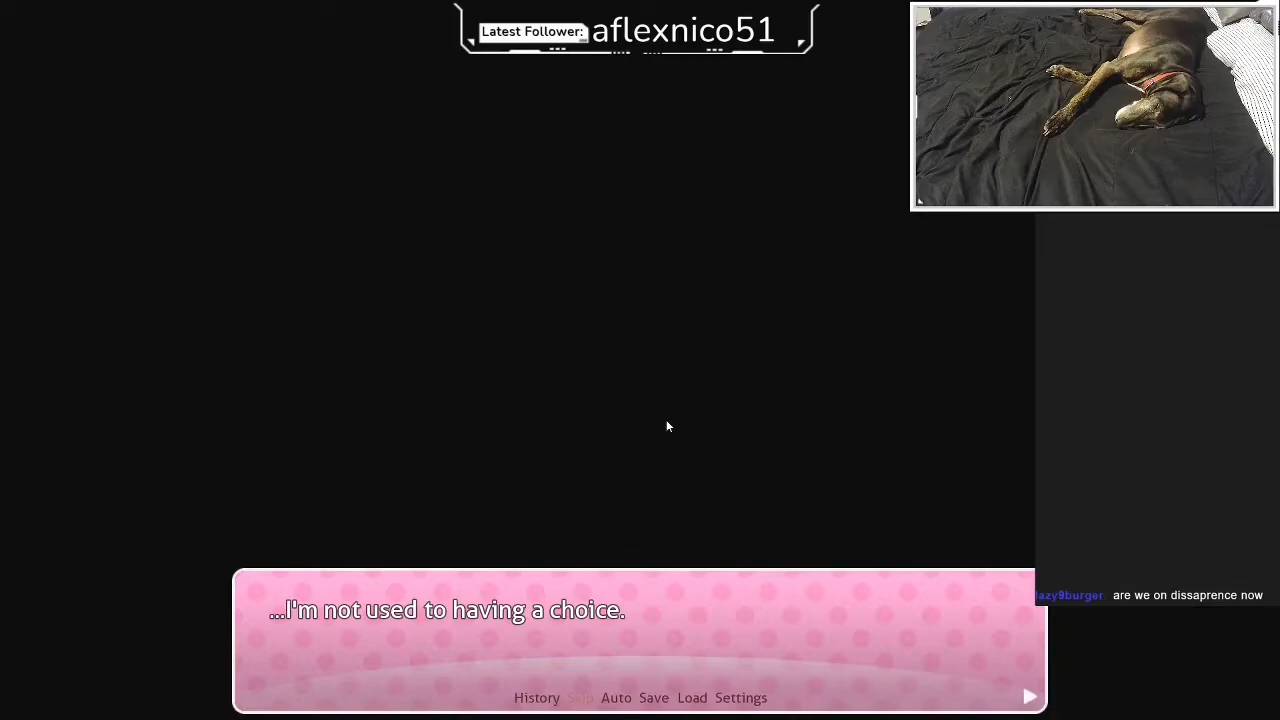 Latest Follower: aflexnico51
...I'm not used to having a choice.
lazy9burger are we on dissaprence now
History Skip Auto Save Load Settings